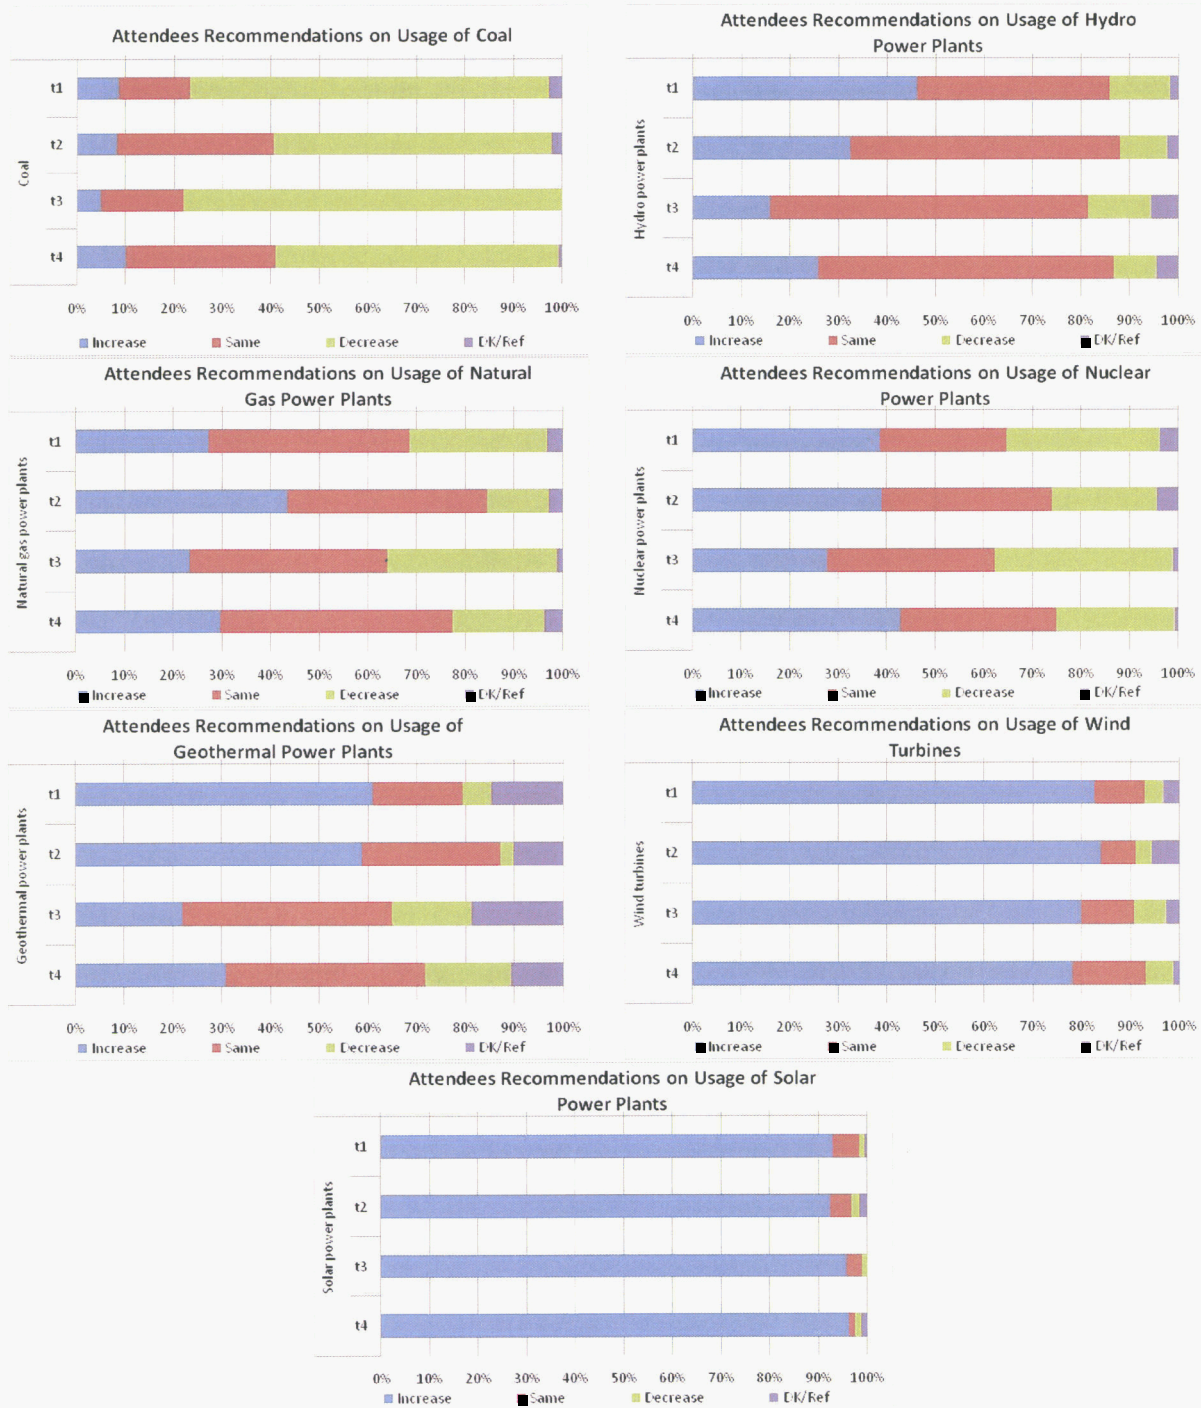 Attendees Recommendations on Usage of Coal
Coal
t1
t2
t3
t4
0% 10% 20% 30% 40% 50% 60% 70% 80% 90% 100%
Increase Same Decrease DK/Ref
Attendees Recommendations on Usage of Hydro
Power Plants
Hydro power plants
t1
t2
t3
t4
0% 10% 20% 30% 40% 50% 60% 70% 80% 90% 100%
Increase Same Decrease DK/Ref
Attendees Recommendations on Usage of Natural
Gas Power Plants
Natural gas power plants
t1
t2
t3
t4
0% 10% 20% 30% 40% 50% 60% 70% 80% 90% 100%
Increase Same Decrease DK/Ref
Attendees Recommendations on Usage of Nuclear
Power Plants
Nuclear power plants
t1
t2
t3
t4
0% 10% 20% 30% 40% 50% 60% 70% 80% 90% 100%
Increase Same Decrease DK/Ref
Attendees Recommendations on Usage of
Geothermal Power Plants
Geothermal power plants
t1
t2
t3
t4
0% 10% 20% 30% 40% 50% 60% 70% 80% 90% 100%
Increase Same Decrease DK/Ref
Attendees Recommendations on Usage of Wind
Turbines
Wind turbines
t1
t2
t3
t4
0% 10% 20% 30% 40% 50% 60% 70% 80% 90% 100%
Increase Same Decrease DK/Ref
Attendees Recommendations on Usage of Solar
Power Plants
Solar power plants
t1
t2
t3
t4
0% 10% 20% 30% 40% 50% 60% 70% 80% 90% 100%
Increase Same Decrease DK/Ref